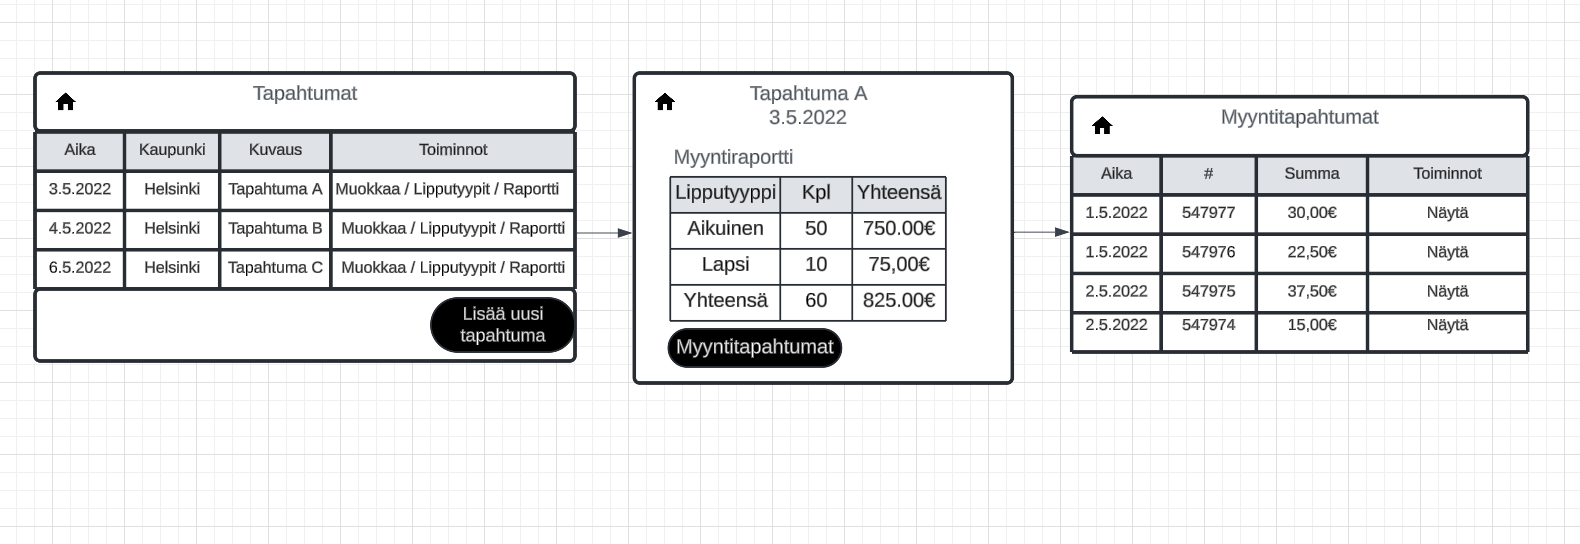 Tapahtumat
Aika Kaupunki Kuvaus Toiminnot
3.5.2022 Helsinki Tapahtuma A Muokkaa / Lipputyypit / Raportti
4.5.2022 Helsinki Tapahtuma B Muokkaa / Lipputyypit / Raportti
6.5.2022 Helsinki Tapahtuma C Muokkaa / Lipputyypit / Raportti
Lisää uusi
tapahtuma
Tapahtuma A
3.5.2022
Myyntiraportti
Lipputyyppi Kpl Yhteensä
Aikuinen 50 750.00€
Lapsi 10 75,00€
Yhteensä 60 825.00€
Myyntitapahtumat
Myyntitapahtumat
Aika # Summa Toiminnot
1.5.2022 547977 30,00€ Näytä
1.5.2022 547976 22,50€ Näytä
2.5.2022 547975 37,50€ Näytä
2.5.2022 547974 15,00€ Näytä